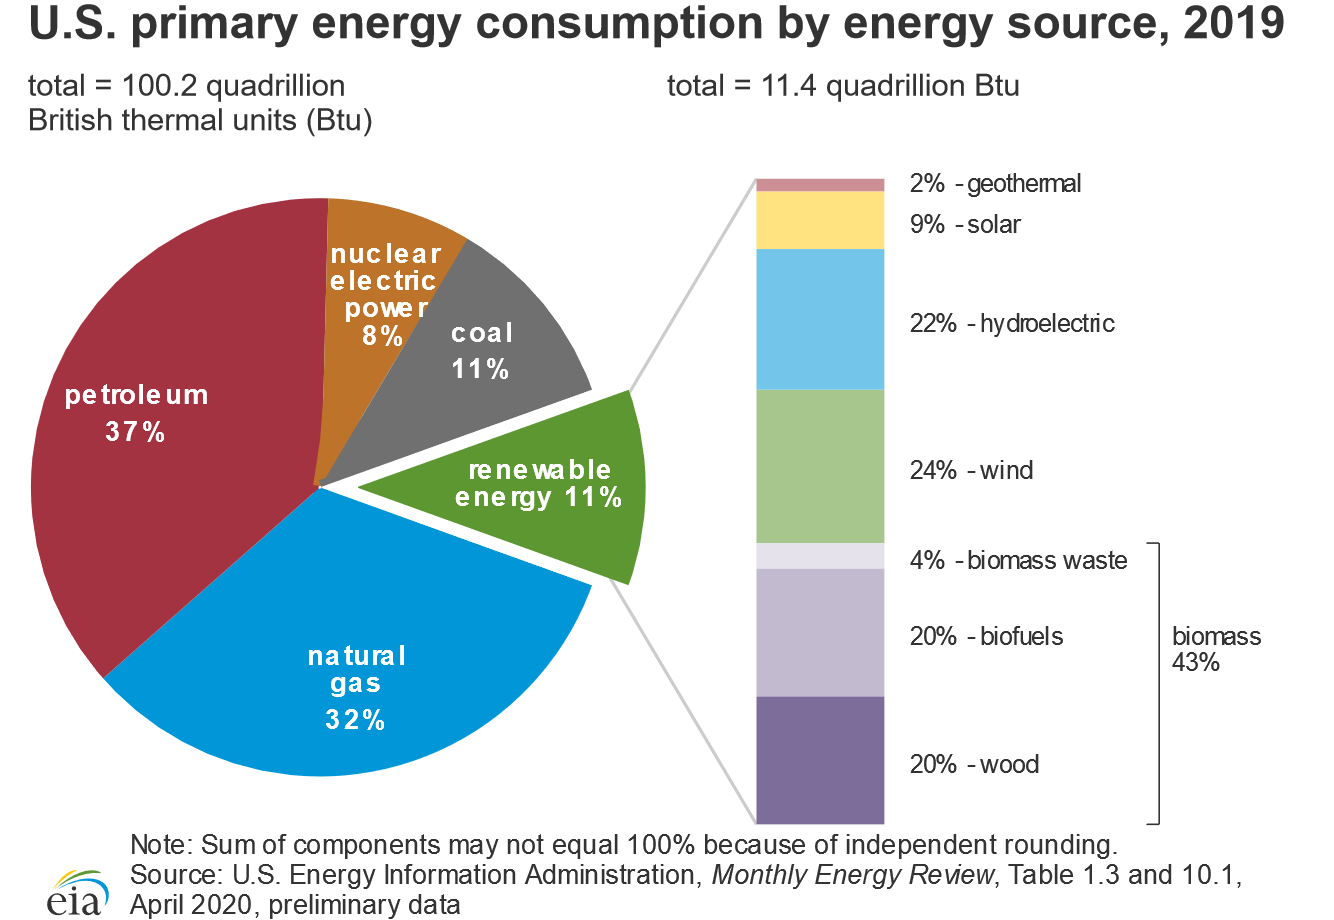 U.S. primary energy consumption by energy source, 2019
total = 100.2 quadrillion
British thermal units (Btu)
total = 11.4 quadrillion Btu
nuclear
electric
power
8%
coal
11%
petroleum
37%
renewable
energy 11%
natural
gas
32%
2% - geothermal
9% - solar
22% - hydroelectric
24% - wind
4% - biomass waste
20% - biofuels
20% - wood
biomass
43%
Note: Sum of components may not equal 100% because of independent rounding.
Source: U.S. Energy Information Administration, Monthly Energy Review, Table 1.3 and 10.1,
April 2020, preliminary data
eia